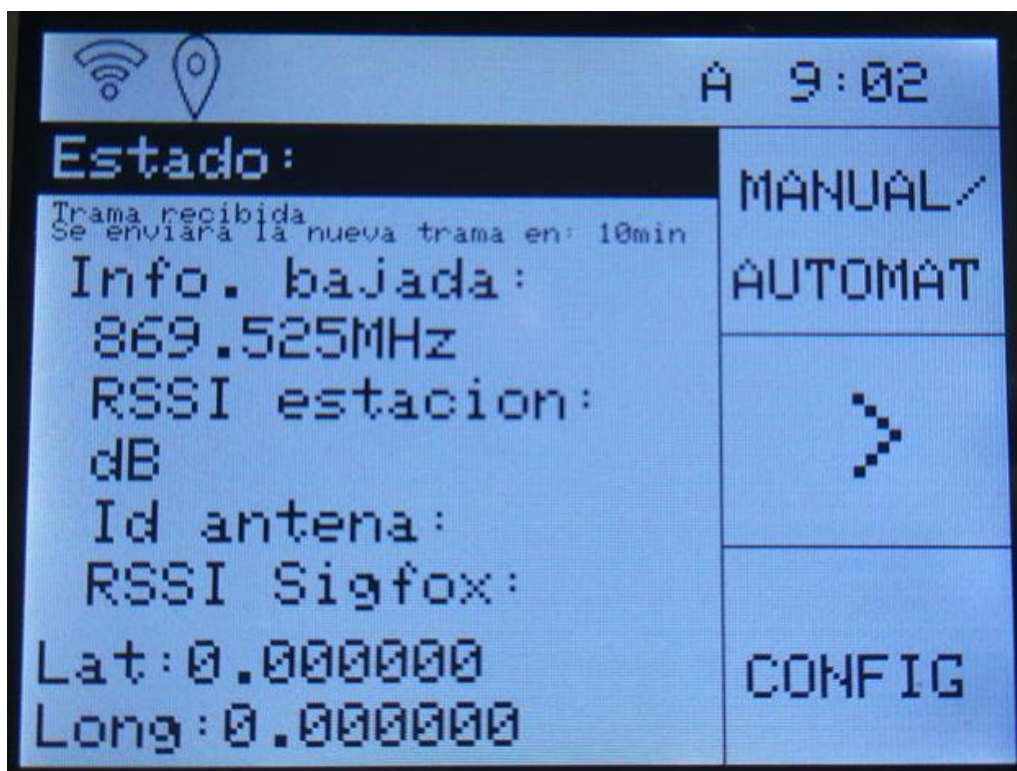 A 9:02
Estado:
Trama recibida
Se enviará la nueva trama en: 10min
Info. bajada:
869.525MHz
RSSI estacion:
dB
Id antena:
RSSI Sigfox:
Lat:0.000000
Long:0.000000
MANUAL/
AUTOMAT
>
CONFIG